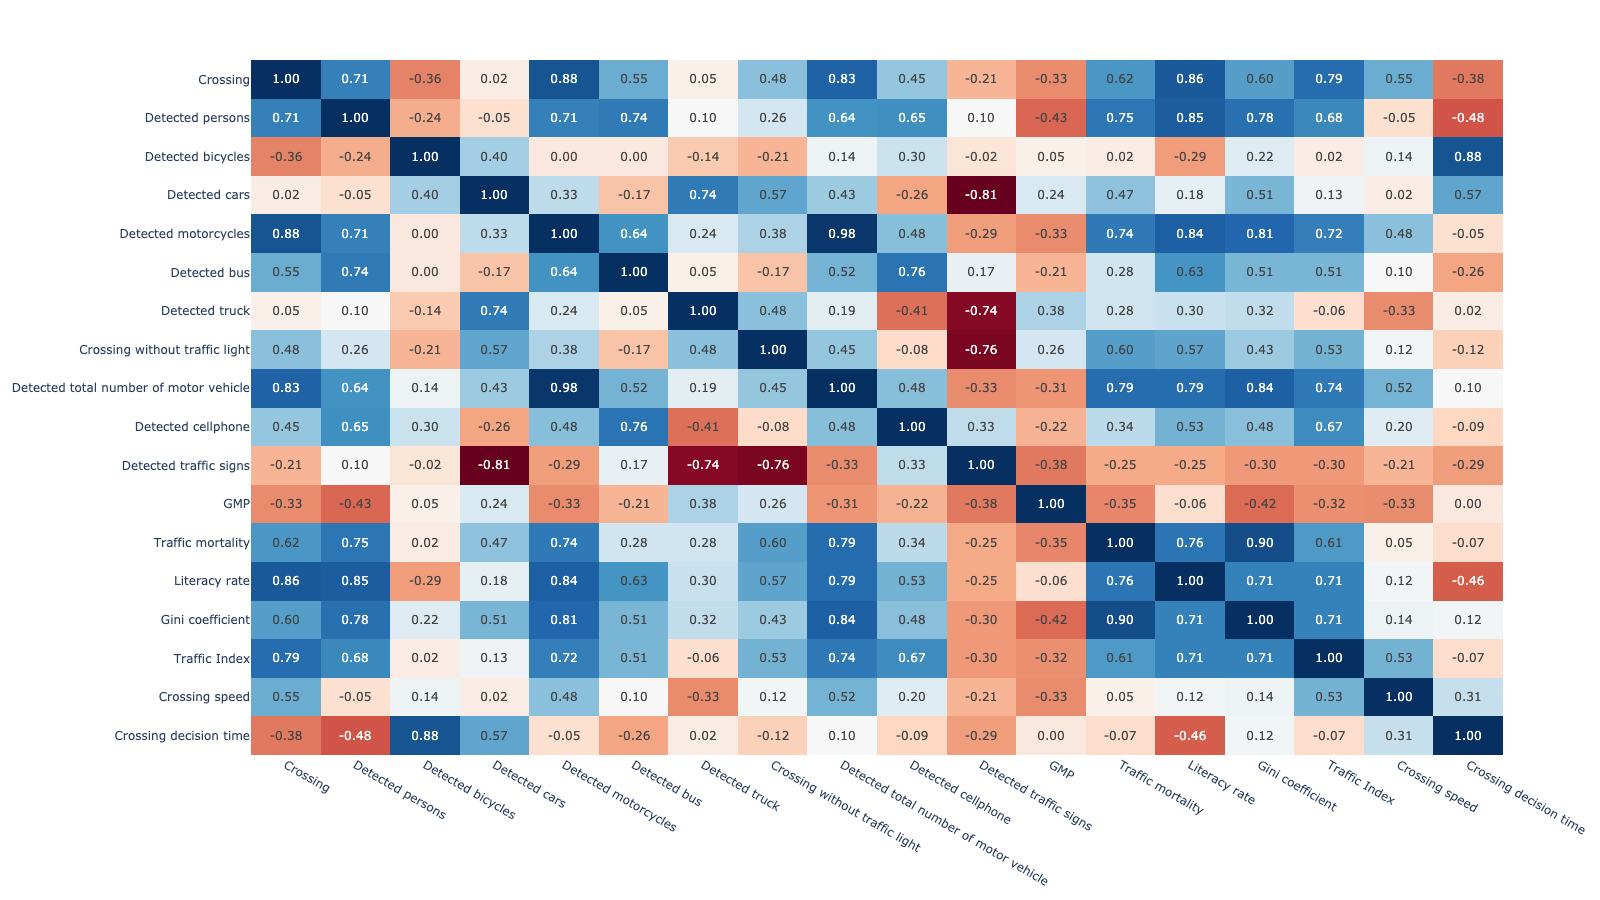 Crossing 1.00 0.71 -0.36 0.02 0.88 0.55 0.05 0.48 0.83 0.45 -0.21 -0.33 0.62 0.86 0.60 0.79 0.55 -0.38
Detected persons 0.71 1.00 -0.24 -0.05 0.71 0.74 0.10 0.26 0.64 0.65 0.10 -0.43 0.75 0.85 0.78 0.68 -0.05 -0.48
Detected bicycles -0.36 -0.24 1.00 0.40 0.00 0.00 -0.14 -0.21 0.14 0.30 -0.02 0.05 0.02 -0.29 0.22 0.02 0.14 0.88
Detected cars 0.02 -0.05 0.40 1.00 0.33 -0.17 0.74 0.57 0.43 -0.26 -0.81 0.24 0.47 0.18 0.51 0.13 0.02 0.57
Detected motorcycles 0.88 0.71 0.00 0.33 1.00 0.64 0.24 0.38 0.98 0.48 -0.29 -0.33 0.74 0.84 0.81 0.72 0.48 -0.05
Detected bus 0.55 0.74 0.00 -0.17 0.64 1.00 0.05 -0.17 0.52 0.76 0.17 -0.21 0.28 0.63 0.51 0.51 0.10 -0.26
Detected truck 0.05 0.10 -0.14 0.74 0.24 0.05 1.00 0.48 0.19 -0.41 -0.74 0.38 0.28 0.30 0.32 -0.06 -0.33 0.02
Crossing without traffic light 0.48 0.26 -0.21 0.57 0.38 -0.17 0.48 1.00 0.45 -0.08 -0.76 0.26 0.60 0.57 0.43 0.53 0.12 -0.12
Detected total number of motor vehicle 0.83 0.64 0.14 0.43 0.98 0.52 0.19 0.45 1.00 0.48 -0.33 -0.31 0.79 0.79 0.84 0.74 0.52 0.10
Detected cellphone 0.45 0.65 0.30 -0.26 0.48 0.76 -0.41 -0.08 0.48 1.00 0.33 -0.22 0.34 0.53 0.48 0.67 0.20 -0.09
Detected traffic signs -0.21 0.10 -0.02 -0.81 -0.29 0.17 -0.74 -0.76 -0.33 0.33 1.00 -0.38 -0.25 -0.25 -0.30 -0.30 -0.21 -0.29
GMP -0.33 -0.43 0.05 0.24 -0.33 -0.21 0.38 0.26 -0.31 -0.22 -0.38 1.00 -0.35 -0.06 -0.42 -0.32 -0.33 0.00
Traffic mortality 0.62 0.75 0.02 0.47 0.74 0.28 0.28 0.60 0.79 0.34 -0.25 -0.35 1.00 0.76 0.90 0.61 0.05 -0.07
Literacy rate 0.86 0.85 -0.29 0.18 0.84 0.63 0.30 0.57 0.79 0.53 -0.25 -0.06 0.76 1.00 0.71 0.71 0.12 -0.46
Gini coefficient 0.60 0.78 0.22 0.51 0.81 0.51 0.32 0.43 0.84 0.48 -0.30 -0.42 0.90 0.71 1.00 0.71 0.14 0.12
Traffic Index 0.79 0.68 0.02 0.13 0.72 0.51 -0.06 0.53 0.74 0.67 -0.30 -0.32 0.61 0.71 0.71 1.00 0.53 -0.07
Crossing speed 0.55 -0.05 0.14 0.02 0.48 0.10 -0.33 0.12 0.52 0.20 -0.21 -0.33 0.05 0.12 0.14 0.53 1.00 0.31
Crossing decision time -0.38 -0.48 0.88 0.57 -0.05 -0.26 0.02 -0.12 0.10 -0.09 -0.29 0.00 -0.07 -0.46 0.12 -0.07 0.31 1.00
Crossing
Detected persons
Detected bicycles
Detected cars
Detected motorcycles
Detected bus
Detected truck
Crossing without traffic light
Detected total number of motor vehicle
Detected cellphone
Detected traffic signs
GMP
Traffic mortality
Literacy rate
Gini coefficient
Traffic Index
Crossing speed
Crossing decision time